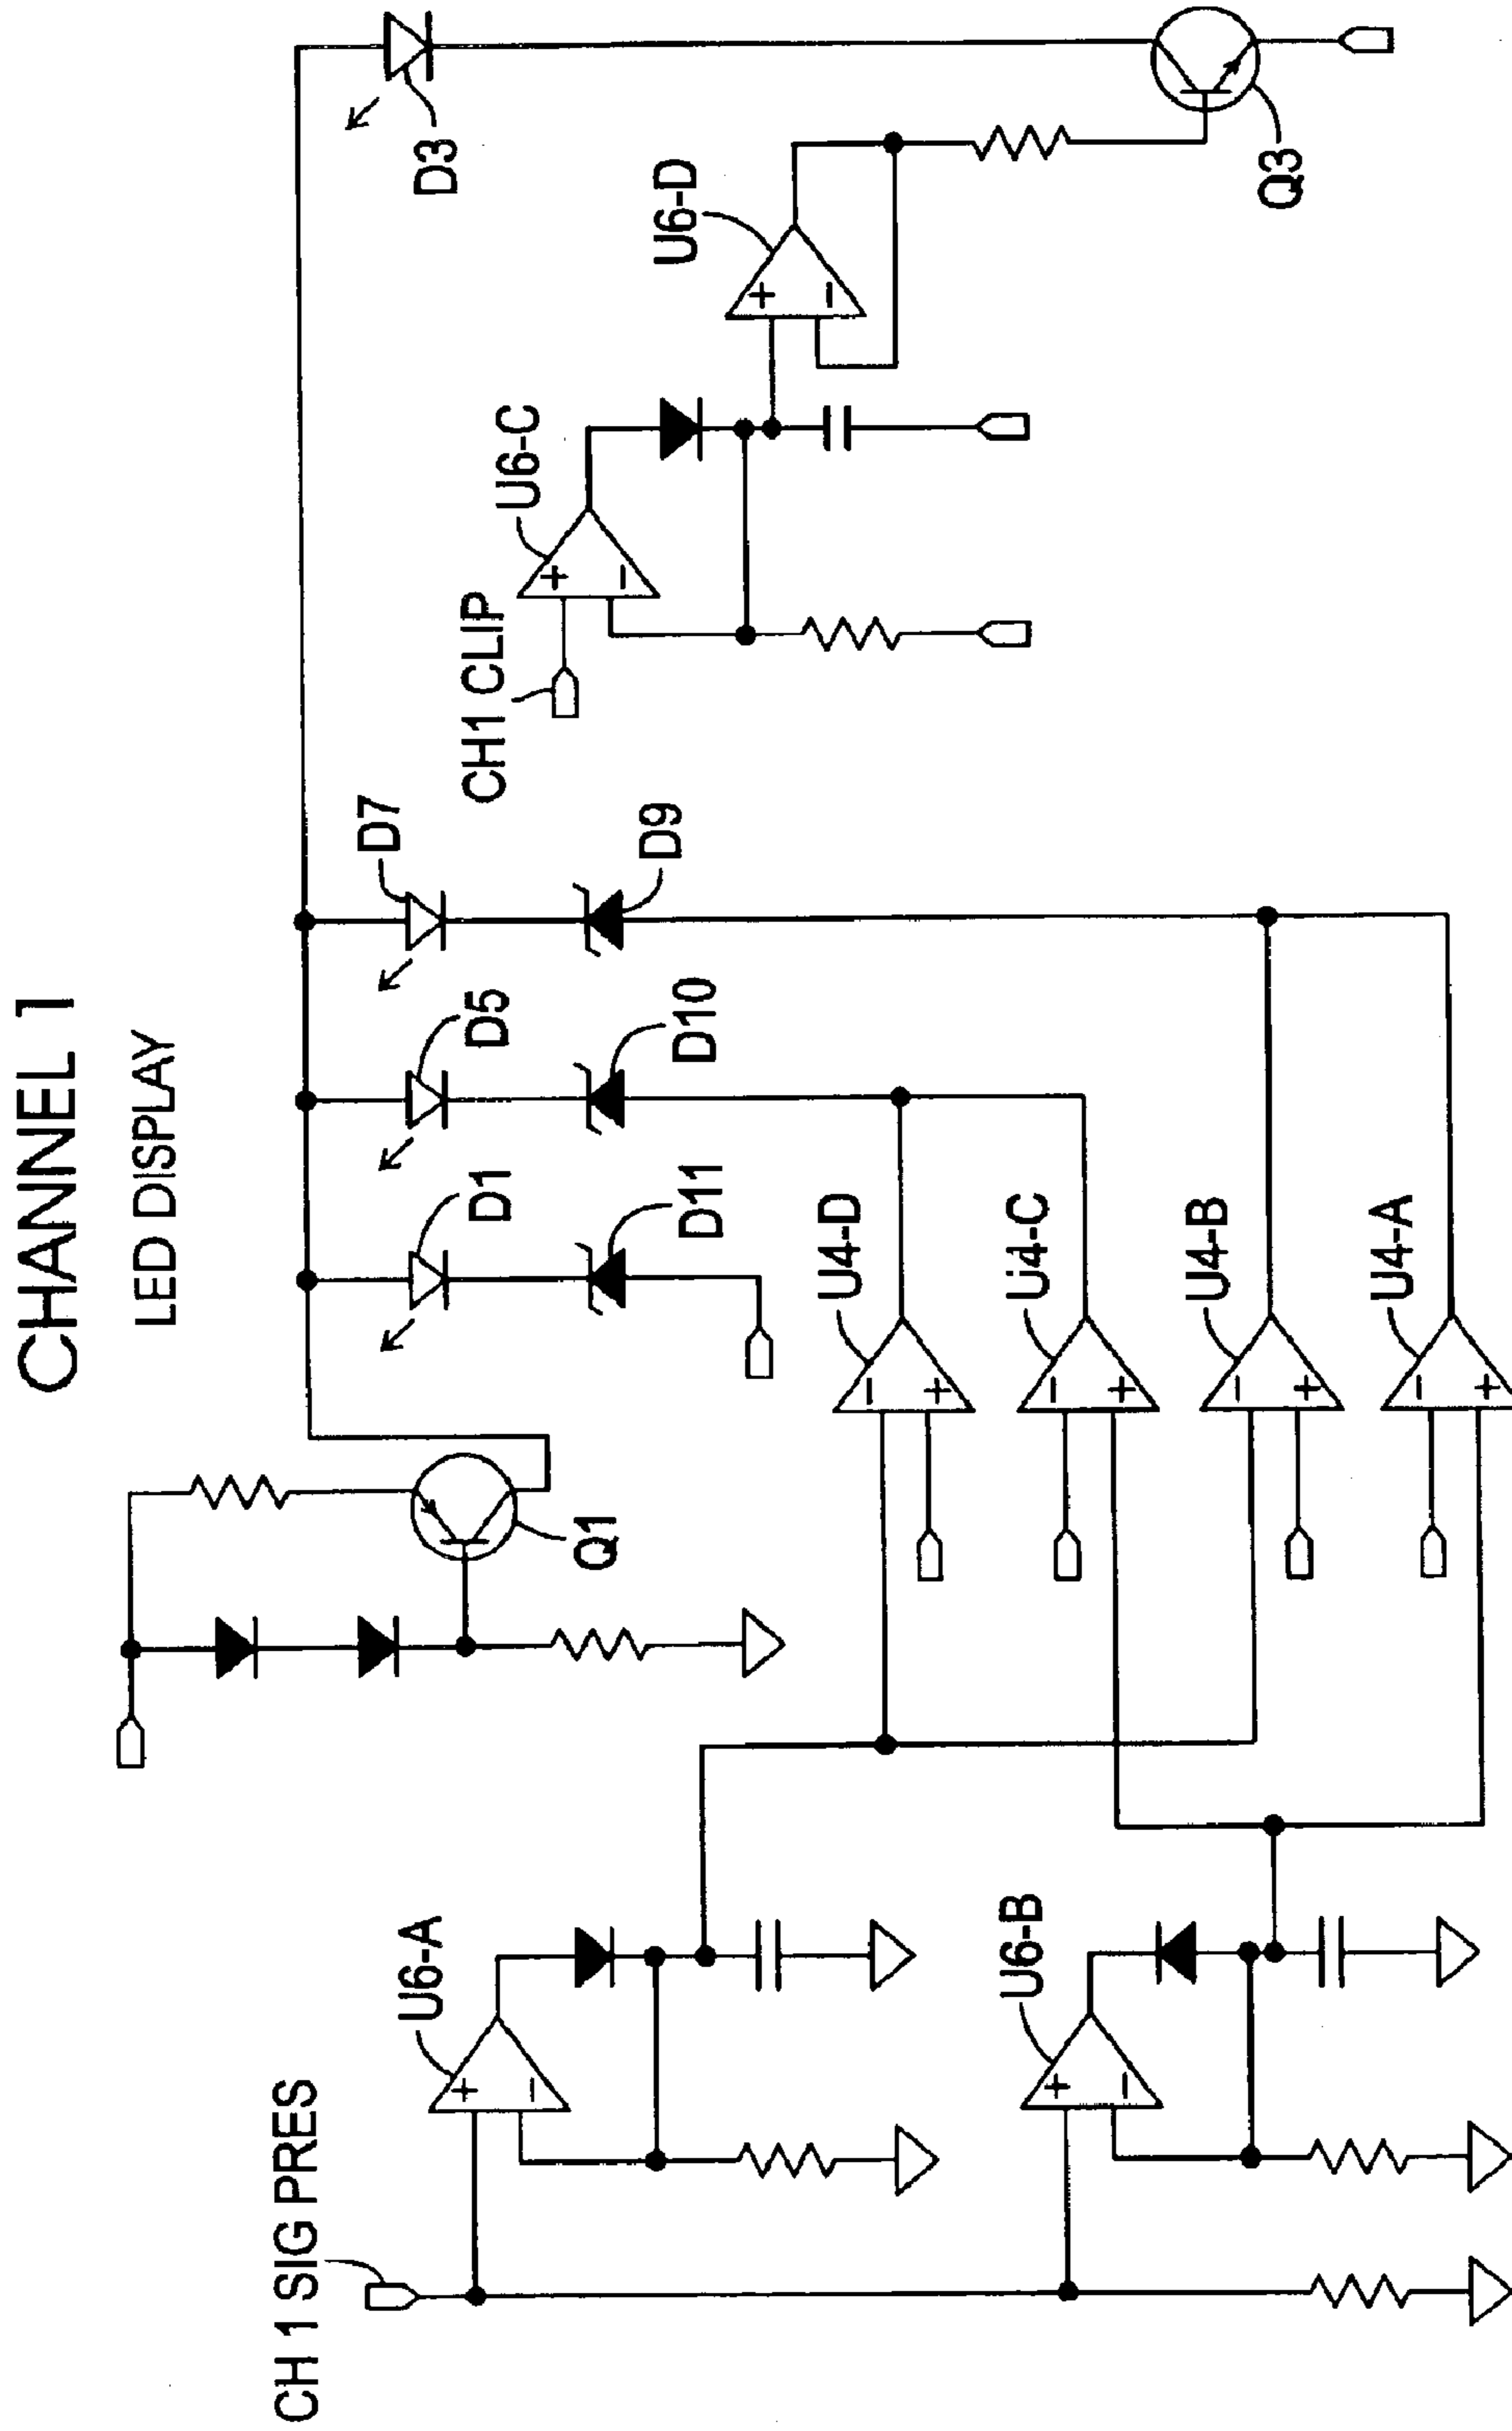 CHANNEL 1
LED DISPLAY
CH 1 SIG PRES
U6-A
U6-B
Q1
D1
D5
D7
D11
D10
D9
U4-D
U4-C
U4-B
U4-A
CH1 CLIP
U6-C
U6-D
D3
Q3
+
−
+
−
−
+
−
+
−
+
−
+
+
−
+
−